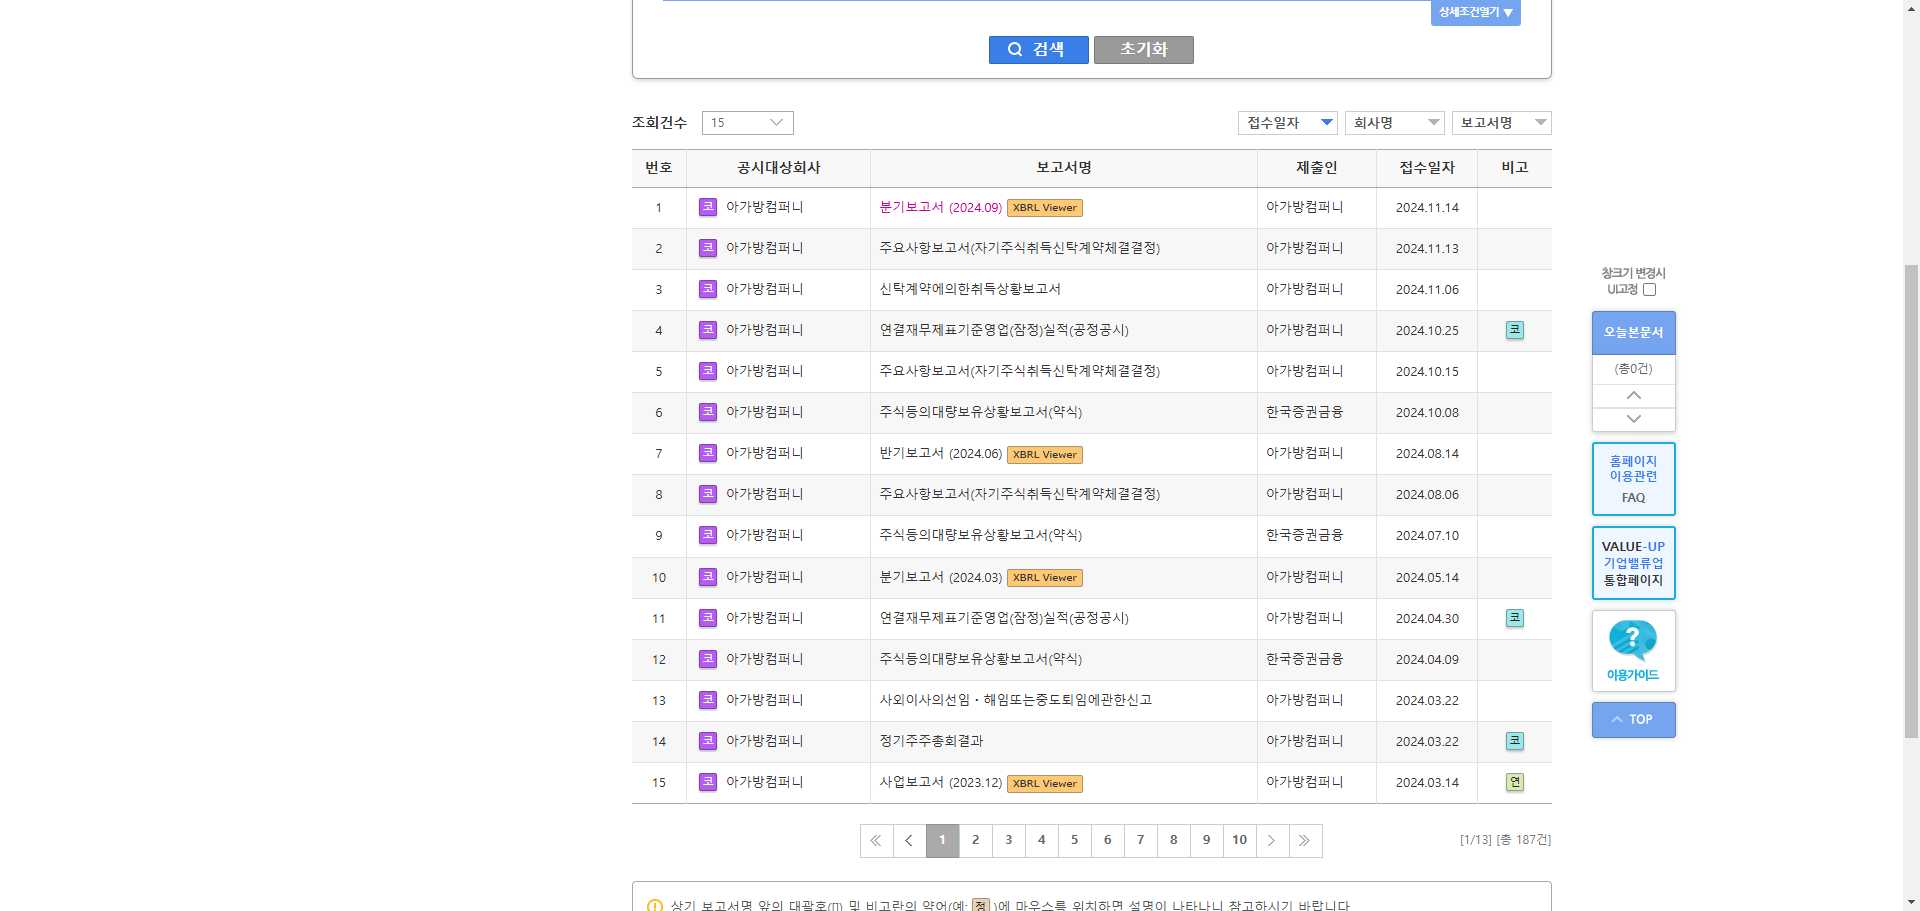 상세조건열기 ▼
검색 초기화
조회건수 15 접수일자 회사명 보고서명
번호 공시대상회사 보고서명 제출인 접수일자 비고
1 코 아가방컴퍼니 분기보고서 (2024.09) XBRL Viewer 아가방컴퍼니 2024.11.14
2 코 아가방컴퍼니 주요사항보고서(자기주식취득신탁계약체결결정) 아가방컴퍼니 2024.11.13
3 코 아가방컴퍼니 신탁계약에의한취득상황보고서 아가방컴퍼니 2024.11.06
4 코 아가방컴퍼니 연결재무제표기준영업(잠정)실적(공정공시) 아가방컴퍼니 2024.10.25 코
5 코 아가방컴퍼니 주요사항보고서(자기주식취득신탁계약체결결정) 아가방컴퍼니 2024.10.15
6 코 아가방컴퍼니 주식등의대량보유상황보고서(약식) 한국증권금융 2024.10.08
7 코 아가방컴퍼니 반기보고서 (2024.06) XBRL Viewer 아가방컴퍼니 2024.08.14
8 코 아가방컴퍼니 주요사항보고서(자기주식취득신탁계약체결결정) 아가방컴퍼니 2024.08.06
9 코 아가방컴퍼니 주식등의대량보유상황보고서(약식) 한국증권금융 2024.07.10
10 코 아가방컴퍼니 분기보고서 (2024.03) XBRL Viewer 아가방컴퍼니 2024.05.14
11 코 아가방컴퍼니 연결재무제표기준영업(잠정)실적(공정공시) 아가방컴퍼니 2024.04.30 코
12 코 아가방컴퍼니 주식등의대량보유상황보고서(약식) 한국증권금융 2024.04.09
13 코 아가방컴퍼니 사외이사의선임・해임또는중도퇴임에관한신고 아가방컴퍼니 2024.03.22
14 코 아가방컴퍼니 정기주주총회결과 아가방컴퍼니 2024.03.22 코
15 코 아가방컴퍼니 사업보고서 (2023.12) XBRL Viewer 아가방컴퍼니 2024.03.14 연
1 2 3 4 5 6 7 8 9 10
[1/13] [총 187건]
상기 보고서명 앞의 대괄호([]) 및 비고란의 약어(예: 정 )에 마우스를 위치하면 설명이 나타나니 참고하시기 바랍니다
창크기 변경시
UI고정
오늘본문서
(총0건)
홈페이지
이용관련
FAQ
VALUE-UP
기업밸류업
통합페이지
?
이용가이드
TOP